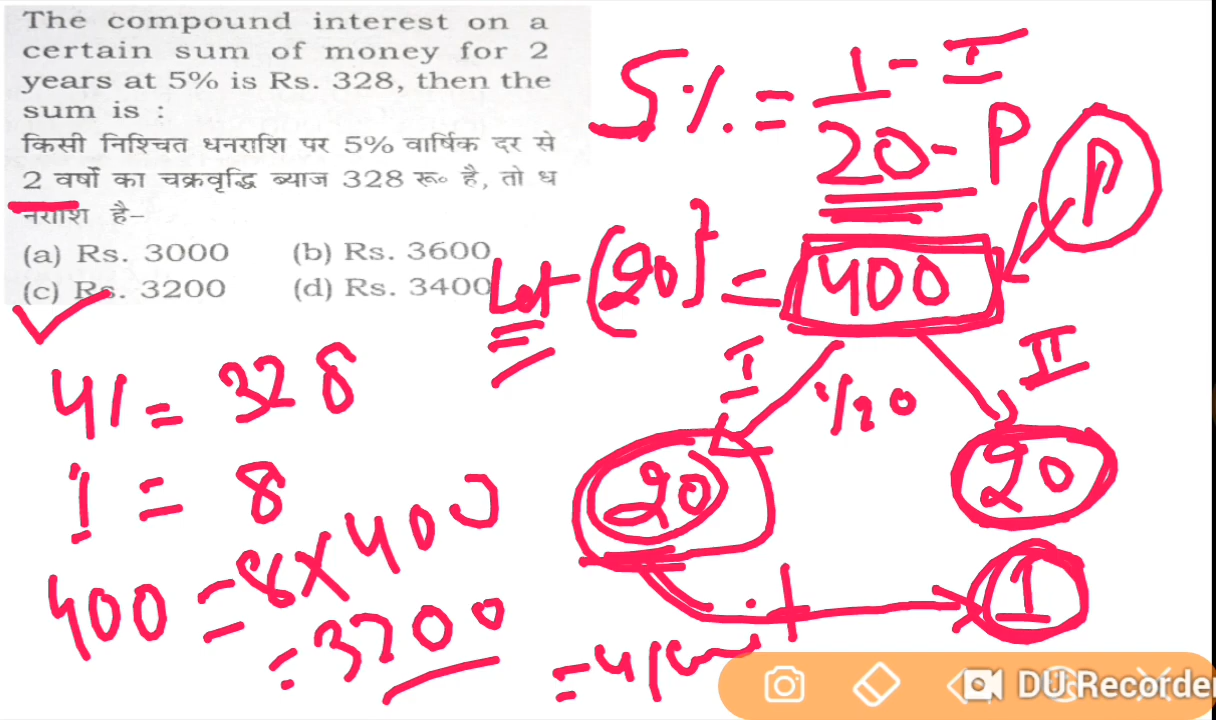 The compound interest on a
certain sum of money for 2
years at 5% is Rs. 328, then the
sum is :
किसी निश्चित धनराशि पर 5% वार्षिक दर से
2 वर्षों का चक्रवृद्धि ब्याज 328 रू० है, तो ध
नराशि है–
(a) Rs. 3000 (b) Rs. 3600
(c) Rs. 3200 (d) Rs. 3400
5% = 1 - I
20 - P
P
Let (20} = 400
I 1/20 II
20 20
1
41 = 328
1 = 8
400 = 8×400
= 3200
DU Recorder